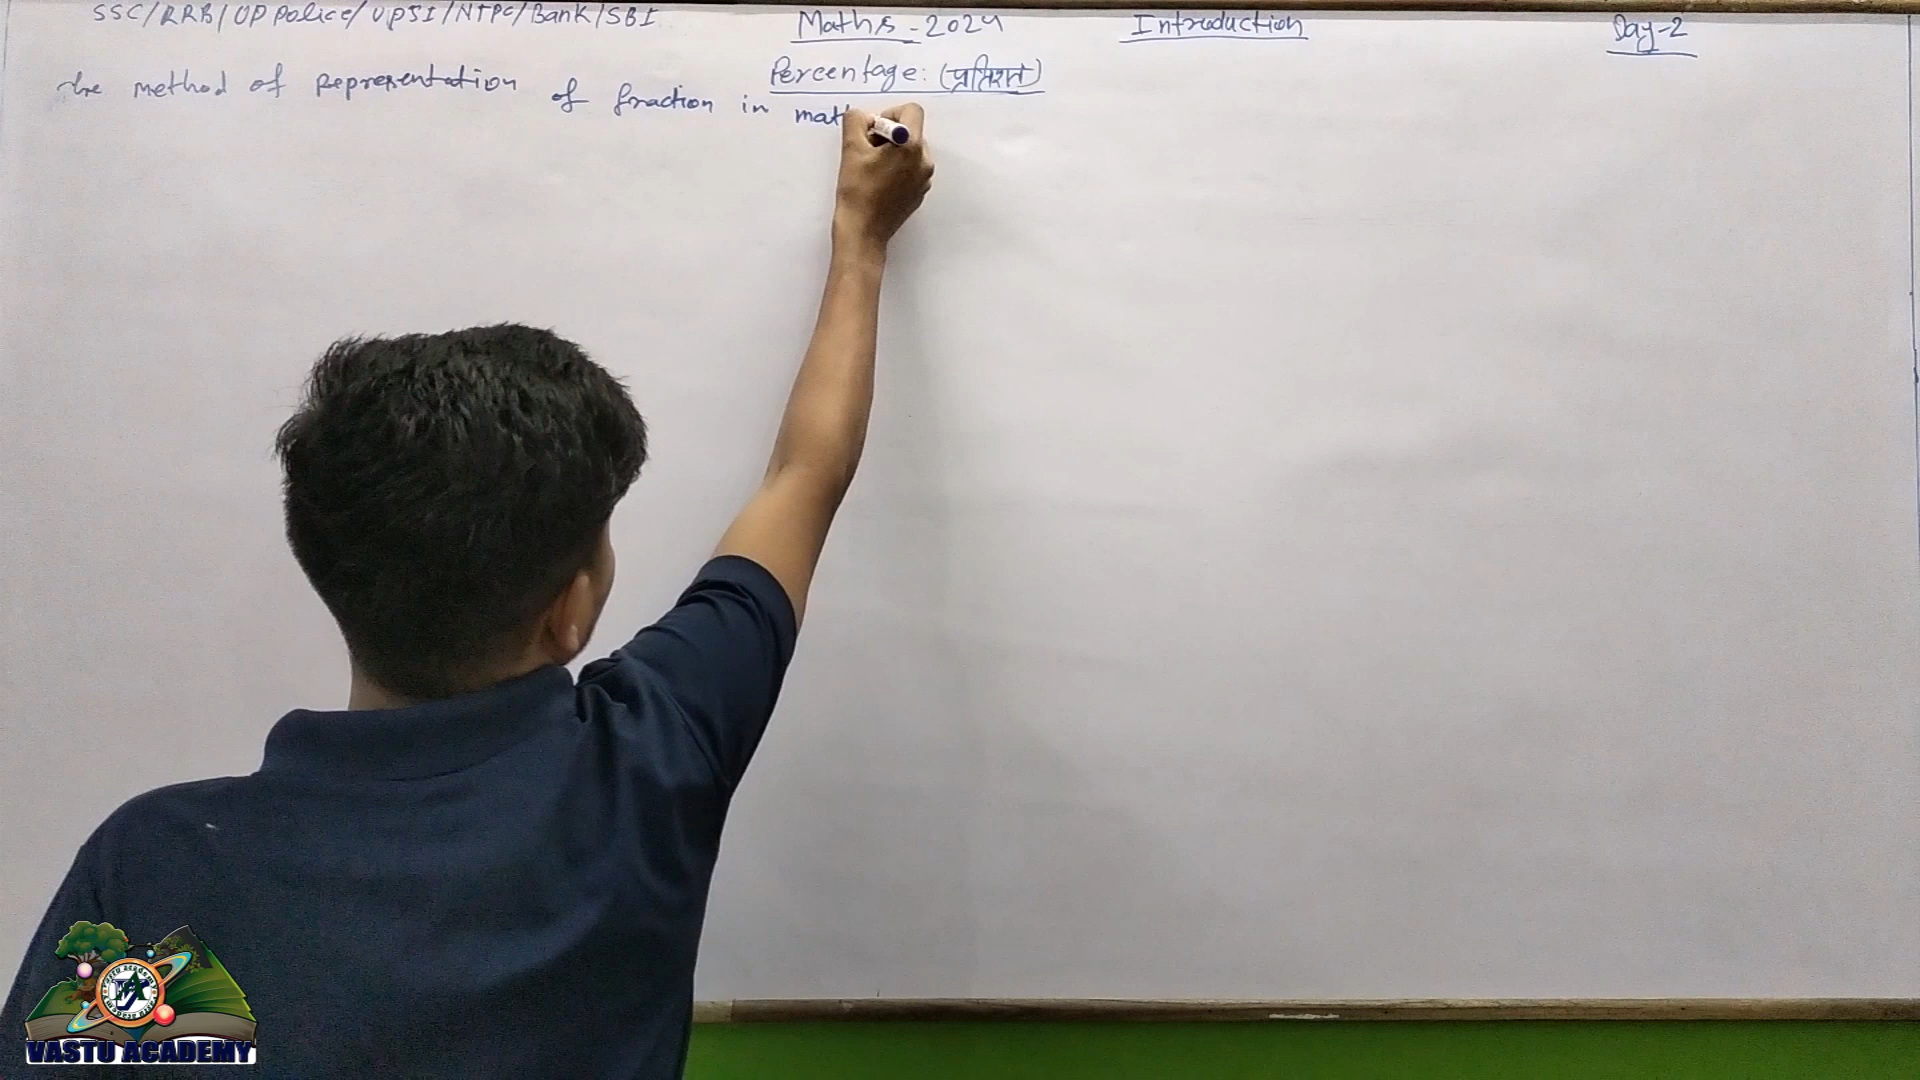 SSC/RRB/UP Police/UPSI/NTPC/Bank/SBI Maths-2024 Introduction Day-2
Percentage: (प्रतिशत)
The method of representation of fraction in mat
VASTU ACADEMY